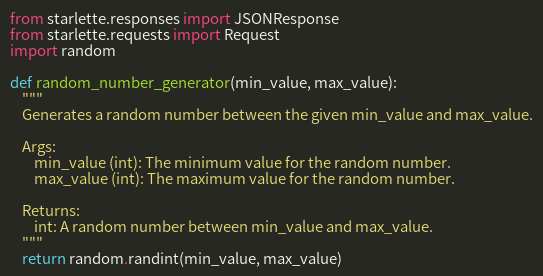 from starlette.responses import JSONResponse
from starlette.requests import Request
import random

def random_number_generator(min_value, max_value):
    """
    Generates a random number between the given min_value and max_value.

    Args:
        min_value (int): The minimum value for the random number.
        max_value (int): The maximum value for the random number.

    Returns:
        int: A random number between min_value and max_value.
    """
    return random.randint(min_value, max_value)